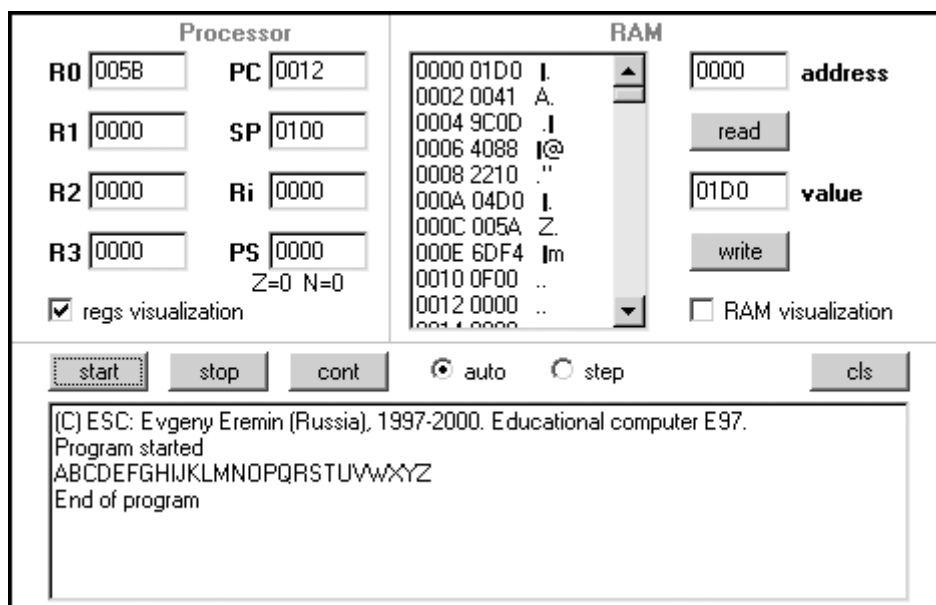 Processor RAM
R0 005B PC 0012
R1 0000 SP 0100
R2 0000 Ri 0000
R3 0000 PS 0000
Z=0 N=0
regs visualization
0000 01D0
0002 0041 A.
0004 9C0D
0006 4088 @
0008 2210 ."
000A 04D0
000C 005A Z.
000E 6DF4 m
0010 0F00 ..
0012 0000 ..
0014 0000
0000 address
read
01D0 value
write
RAM visualization
start stop cont auto step cls
(C) ESC: Evgeny Eremin (Russia), 1997-2000. Educational computer E97.
Program started
ABCDEFGHIJKLMNOPQRSTUVWXYZ
End of program